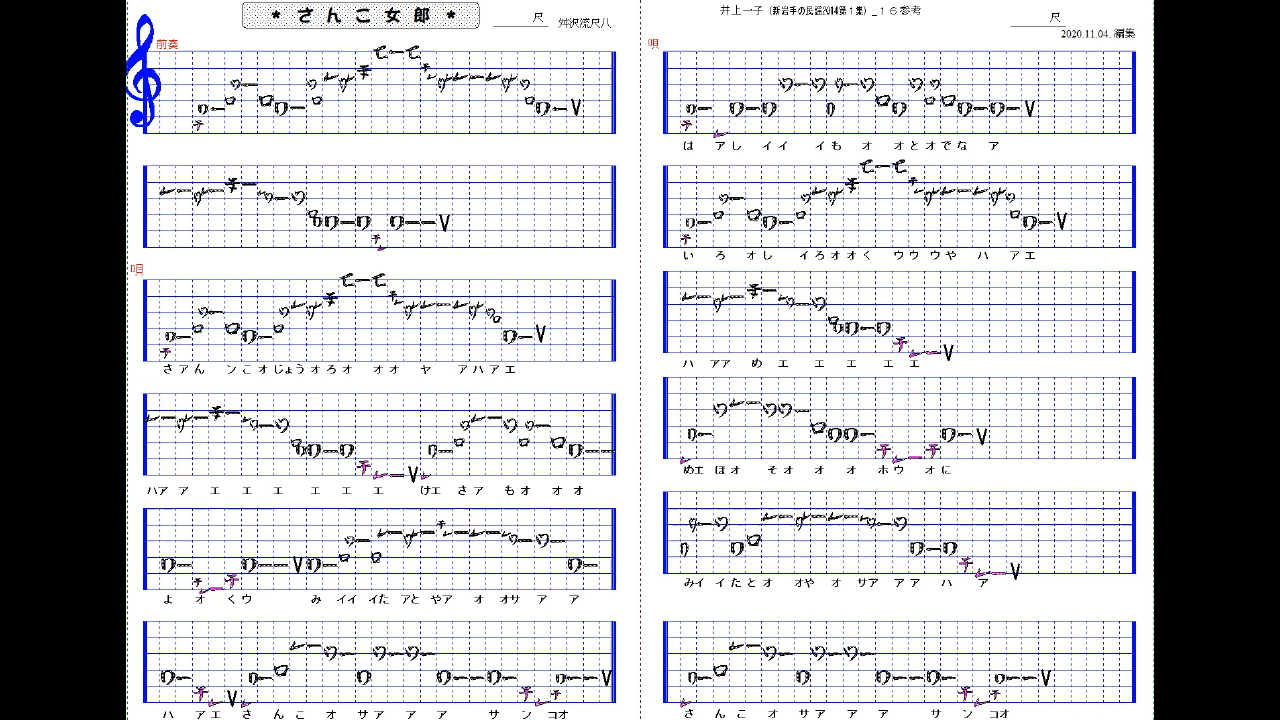 * さんこ女郎 *
尺
舛沢流尺八
前奏
唄
さアん ンこオじょうオろオ オオ ヤ アハアエ
ハア ア エ エ エ エ エ エ けエ さア もオ オ オ
よ オ くウ み イイ イた アと やア オ オサ ア ア
ハ アエ さ ん こ オ サ ア ア ア サ ン コオ
井上一子 (新岩手の民謡2014第1集)_16参考
尺
2020.11.04. 編集
唄
は アし イイ イも オ オとオでな ア
い ろ オし イろオオく ウウ ウや ハ アエ
ハ アア め エ エ エ エ エ
めエ ほオ そオ オ オ ホウ オに
みイ イたとオ オや オ サア アア ハ ア
さ ん こ オ サア アア サ ン コオ